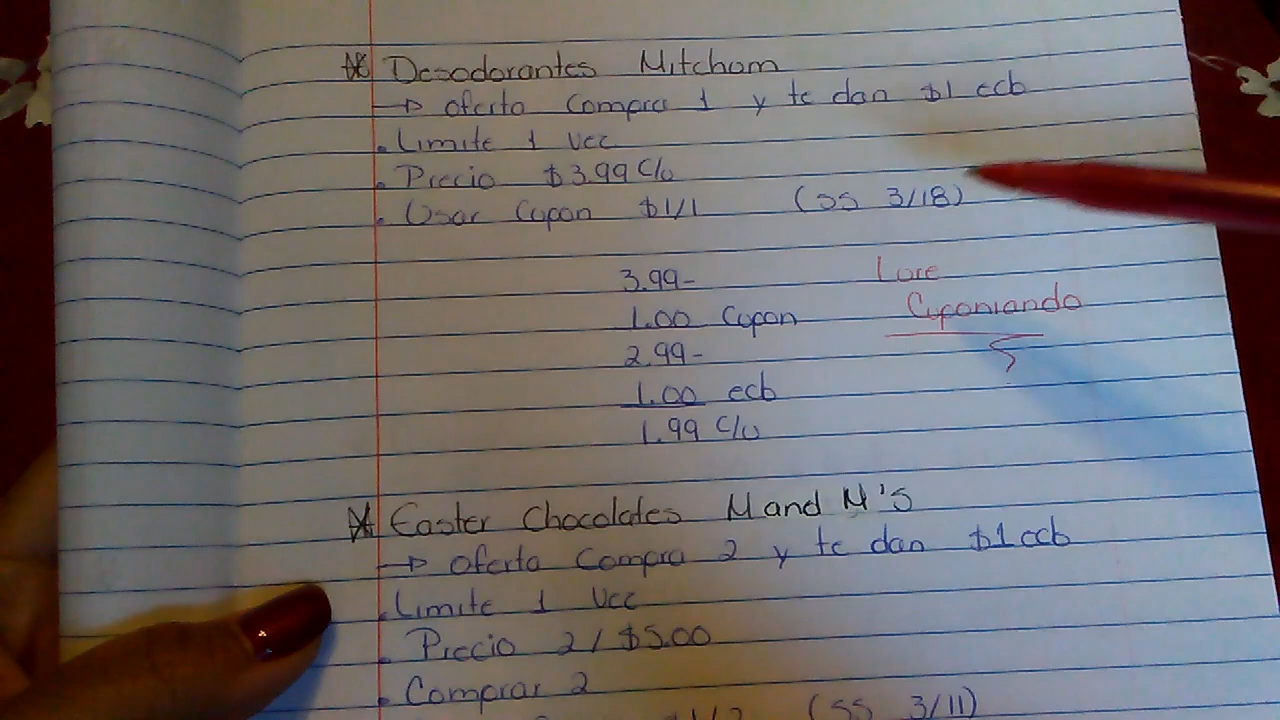 * Desodorantes Mitchom
→ oferta Compra 1 y te dan $1 ecb
. Limite 1 Vez
. Precio $3.99 c/u
. Usar Cupon $1/1 (SS 3/18)
3.99-
Lore
1.00 Cupon
Cuponiando
2.99-
1.00 ecb
1.99 c/u
* Easter Chocolates M and M's
→ oferta Compra 2 y te dan $1 ecb
. Limite 1 Vez
. Precio 2/$5.00
. Comprar 2
(SS 3/11)